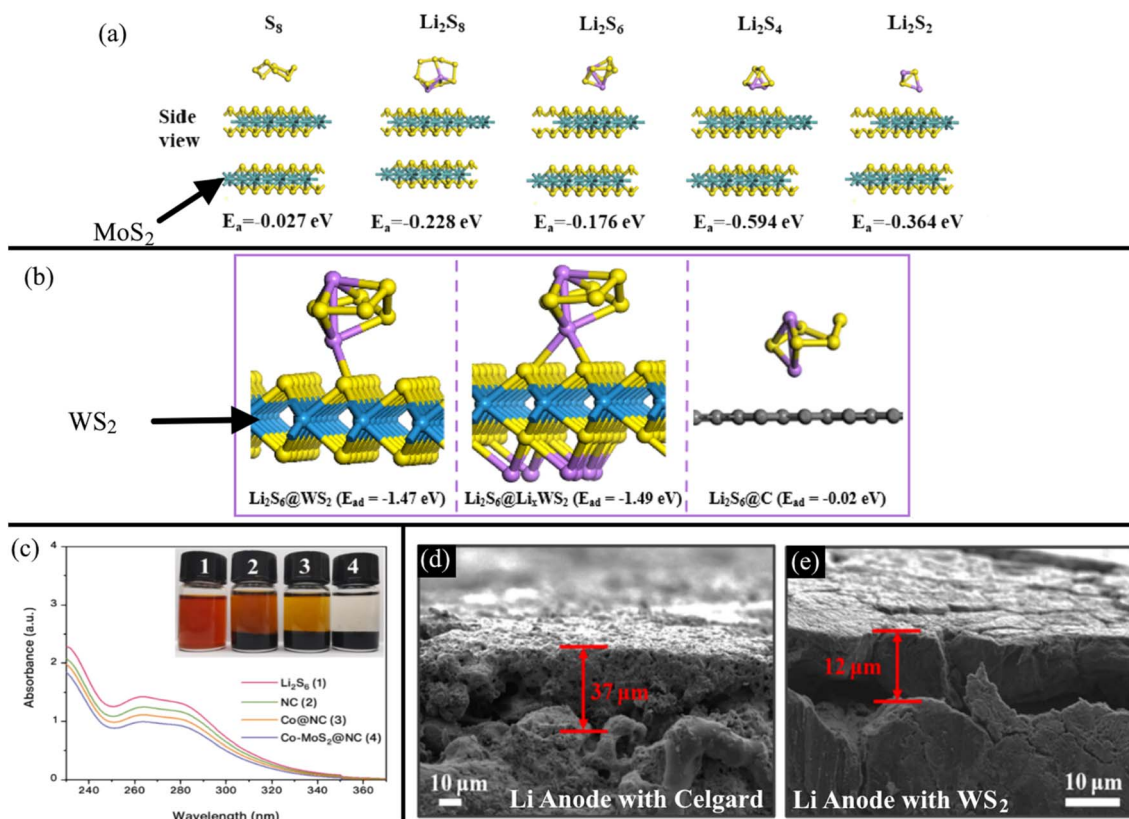 (a)
S₈ Li₂S₈ Li₂S₆ Li₂S₄ Li₂S₂
Side
view
Eₐ=-0.027 eV Eₐ=-0.228 eV Eₐ=-0.176 eV Eₐ=-0.594 eV Eₐ=-0.364 eV
MoS₂
(b)
WS₂
Li₂S₆@WS₂ (E_ad = -1.47 eV) Li₂S₆@LiₓWS₂ (E_ad = -1.49 eV) Li₂S₆@C (E_ad = -0.02 eV)
(c)
Absorbance (a.u.)
4
3
2
1
0
1 2 3 4
Li₂S₆ (1)
NC (2)
Co@NC (3)
Co-MoS₂@NC (4)
240 260 280 300 320 340 360
Wavelength (nm)
(d)
37 µm
10 µm
Li Anode with Celgard
(e)
12 µm
10 µm
Li Anode with WS₂